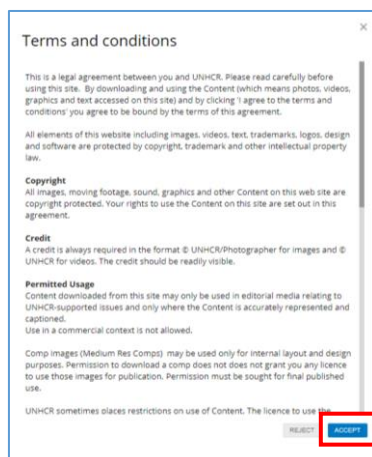 Terms and conditions
This is a legal agreement between you and UNHCR. Please read carefully before
using this site. By downloading and using the Content (which means photos, videos,
graphics and text accessed on this site) and by clicking 'I agree to the terms and
conditions' you agree to be bound by the terms of this agreement.
All elements of this website including images, videos, text, trademarks, logos, design
and software are protected by copyright, trademark and other intellectual property
law.
Copyright
All images, moving footage, sound, graphics and other Content on this web site are
copyright protected. Your rights to use the Content on this site are set out in this
agreement.
Credit
A credit is always required in the format © UNHCR/Photographer for images and ©
UNHCR for videos. The credit should be readily visible.
Permitted Usage
Content downloaded from this site may only be used in editorial media relating to
UNHCR-supported issues and only where the Content is accurately represented and
captioned.
Use in a commercial context is not allowed.
Comp images (Medium Res Comps) may be used only for internal layout and design
purposes. Permission to download a comp does not does not grant you any licence
to use those images for publication. Permission must be sought for final published
use.
UNHCR sometimes places restrictions on use of Content. The licence to use the
REJECT ACCEPT